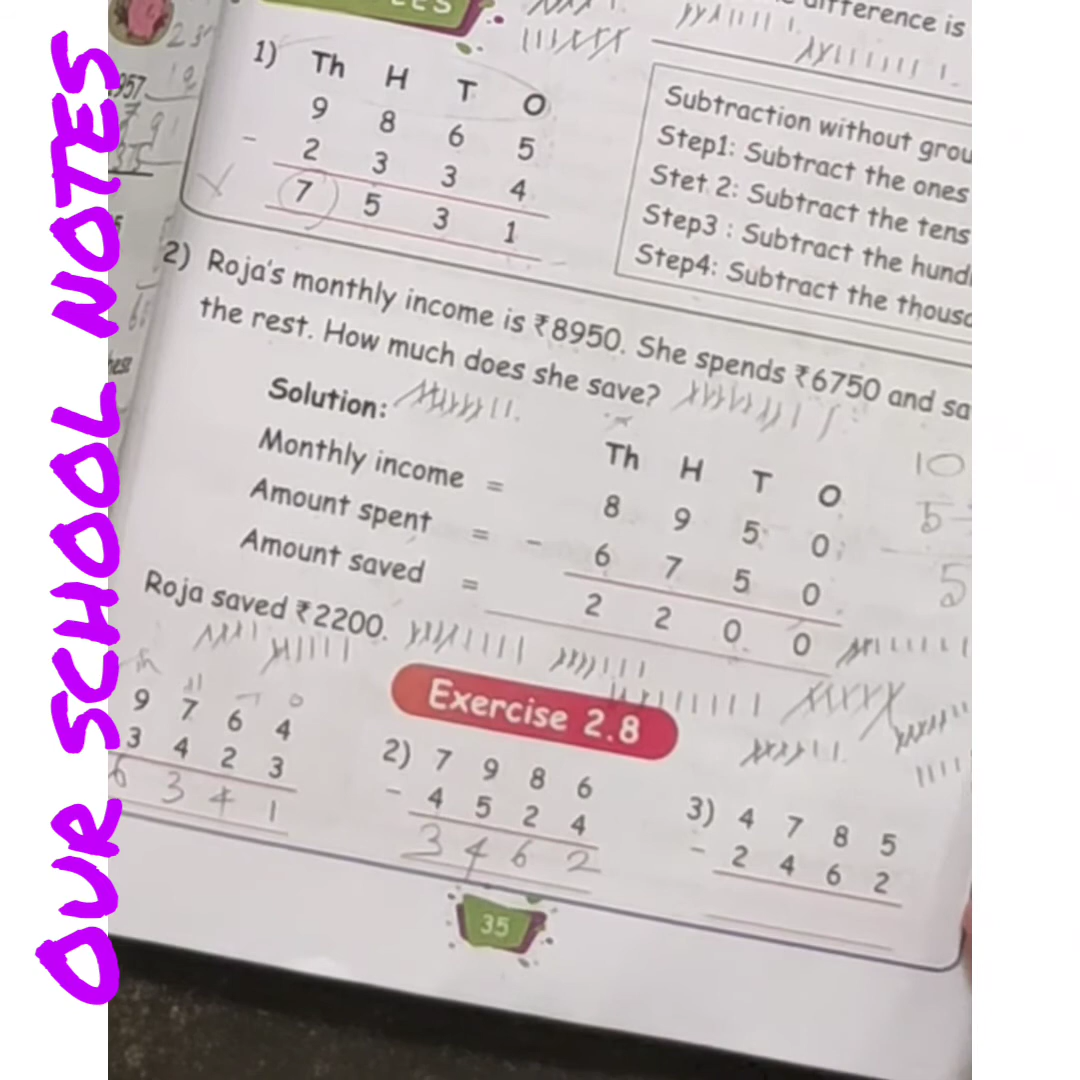 OUR SCHOOL NOTES
difference is
1) Th H T O
9 8 6 5
- 2 3 3 4
7 5 3 1
Subtraction without grou
Step1: Subtract the ones
Stet 2: Subtract the tens
Step3 : Subtract the hund
Step4: Subtract the thous
2) Roja's monthly income is ₹8950. She spends ₹6750 and sa
the rest. How much does she save?
Solution:
Th H T O
Monthly income = 8 9 5 0
Amount spent = - 6 7 5 0
Amount saved = 2 2 0 0
Roja saved ₹2200.
10
5
5
Exercise 2.8
9 7 6 4
3 4 2 3
6 3 4 1
2) 7 9 8 6
- 4 5 2 4
3 4 6 2
3) 4 7 8 5
- 2 4 6 2
35